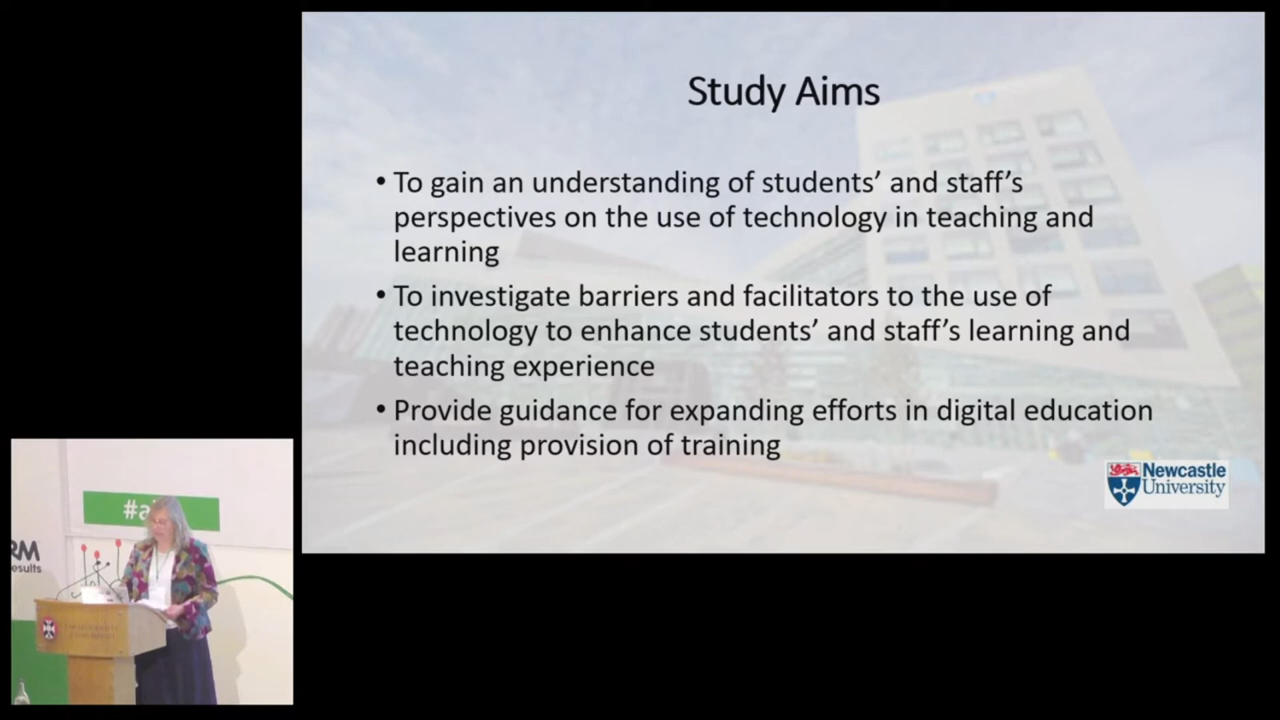 Study Aims
• To gain an understanding of students’ and staff’s
perspectives on the use of technology in teaching and
learning
• To investigate barriers and facilitators to the use of
technology to enhance students’ and staff’s learning and
teaching experience
• Provide guidance for expanding efforts in digital education
including provision of training
Newcastle
University
#a
RM
esults